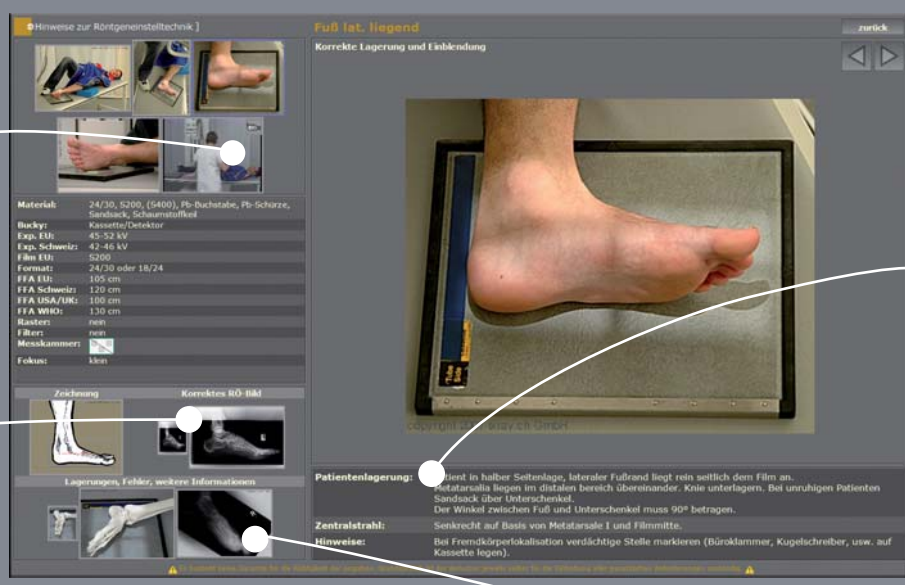 Hinweise zur Röntgeneinstelltechnik ]
Fuß lat. liegend
zurück
Korrekte Lagerung und Einblendung
Material: 24/30, S200, (S400), Pb-Buchstabe, Pb-Schürze,
Sandsack, Schaumstoffkeil
Bucky: Kassette/Detektor
Exp. EU: 45-52 kV
Exp. Schweiz: 42-46 kV
Film EU: S200
Format: 24/30 oder 18/24
FFA EU: 105 cm
FFA Schweiz: 120 cm
FFA USA/UK: 100 cm
FFA WHO: 130 cm
Raster: nein
Filter: nein
Messkammer:
Fokus: klein
Zeichnung
Korrektes RÖ-Bild
Lagerungen, Fehler, weitere Informationen
Tube Side
copyright GmbH
Patientenlagerung: Patient in halber Seitenlage, lateraler Fußrand liegt rein seitlich dem Film an.
Metatarsalia liegen im distalen bereich übereinander. Knie unterlagern. Bei unruhigen Patienten
Sandsack über Unterschenkel.
Der Winkel zwischen Fuß und Unterschenkel muss 90° betragen.
Zentralstrahl: Senkrecht auf Basis von Metatarsale I und Filmmitte.
Hinweise: Bei Fremdkörperlokalisation verdächtige Stelle markieren (Büroklammer, Kugelschreiber, usw. auf
Kassette legen).